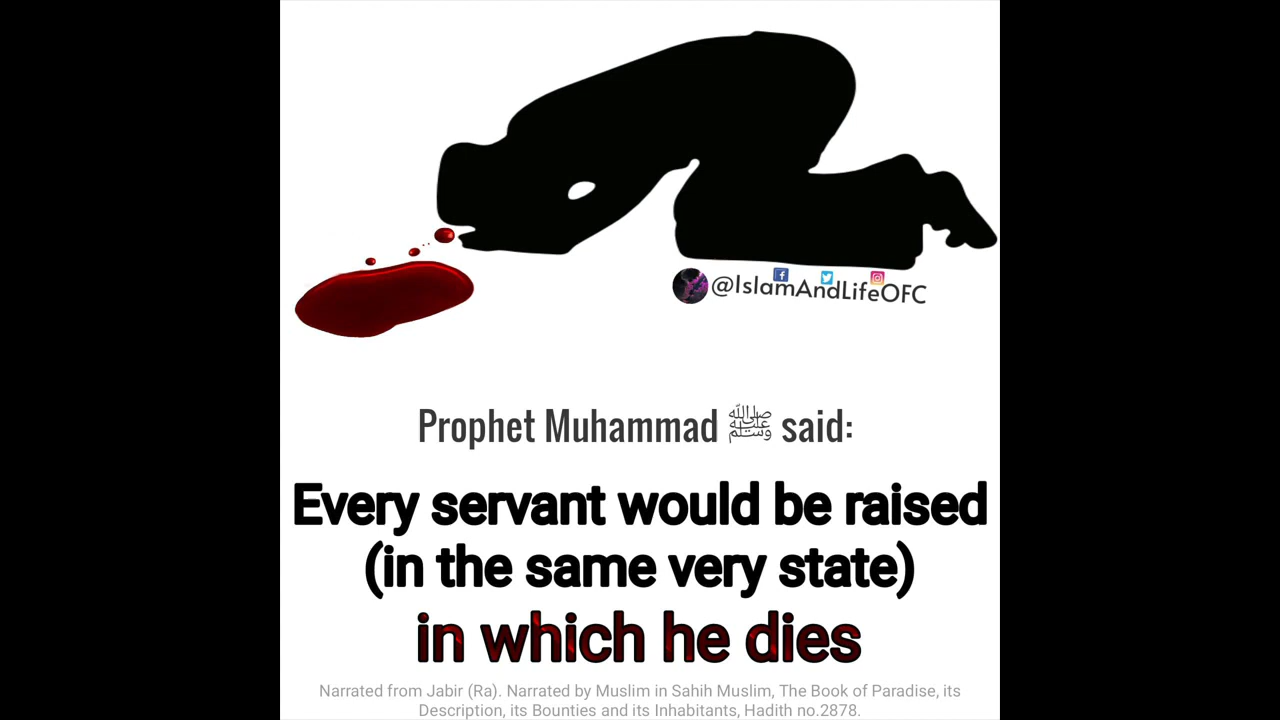 @IslamAndLifeOFC
Prophet Muhammad ﷺ said:
Every servant would be raised
(in the same very state)
in which he dies
Narrated from Jabir (Ra). Narrated by Muslim in Sahih Muslim, The Book of Paradise, its
Description, its Bounties and its Inhabitants, Hadith no.2878.